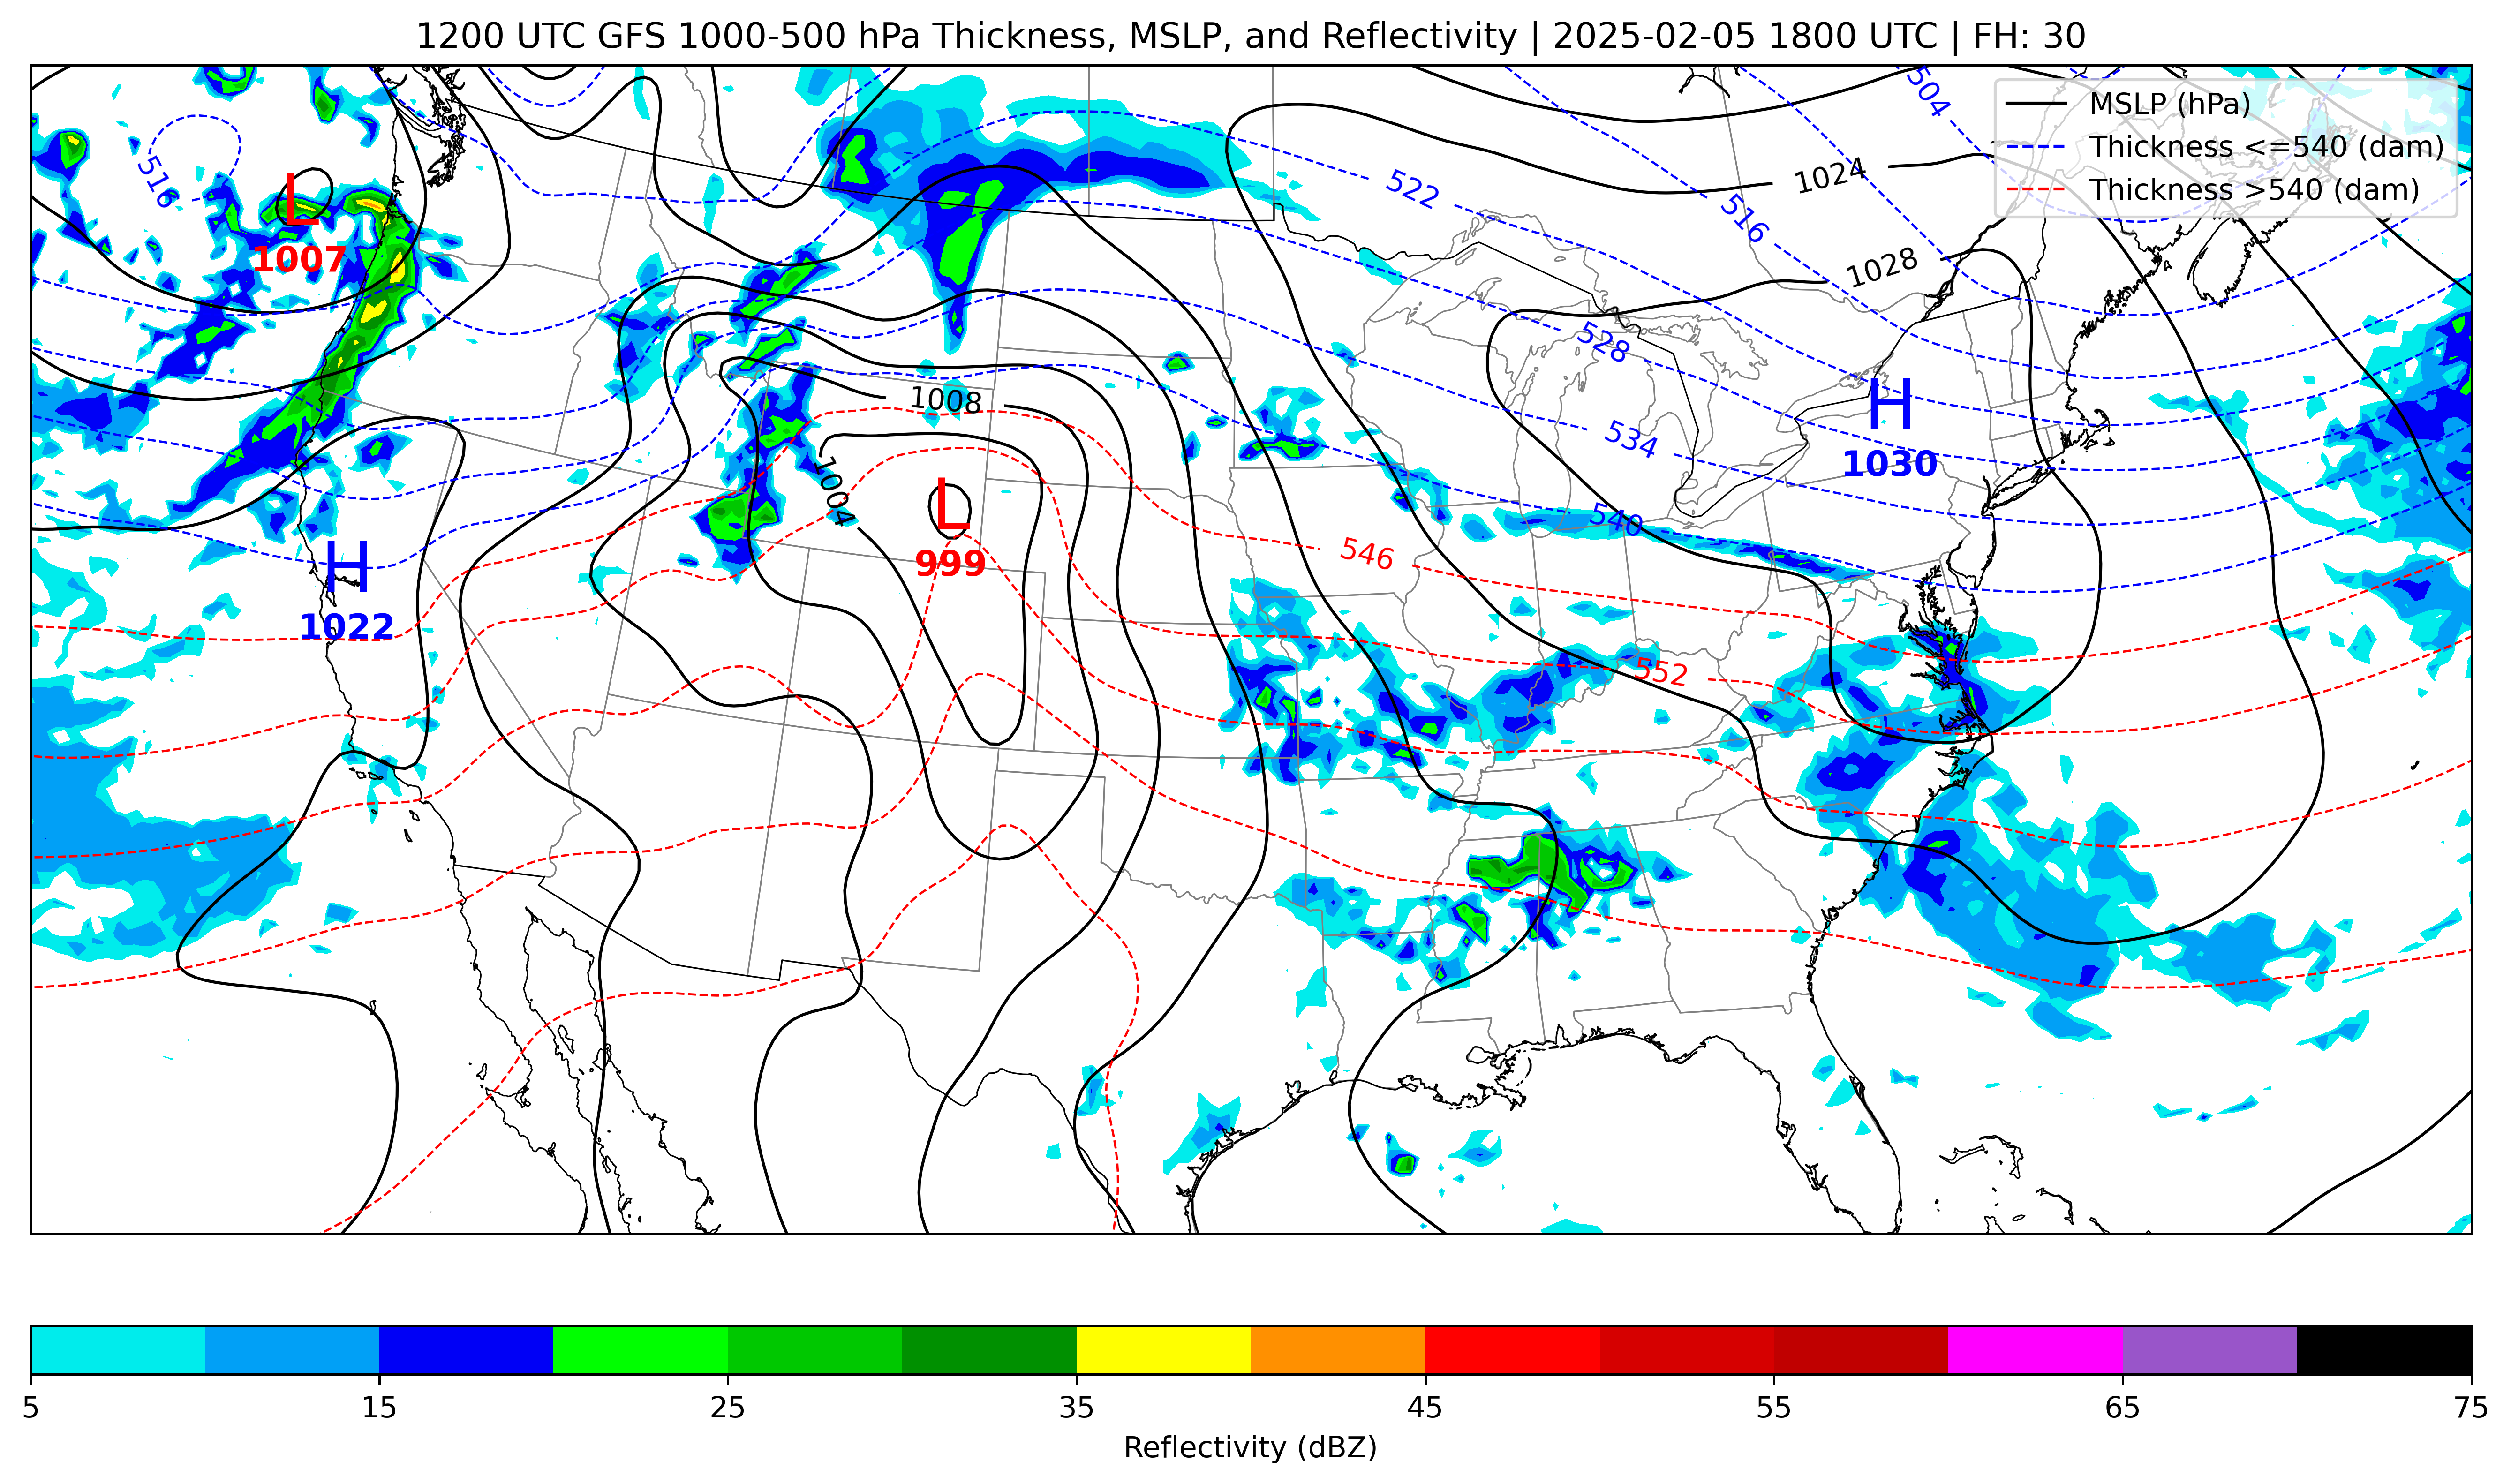 1200 UTC GFS 1000-500 hPa Thickness, MSLP, and Reflectivity | 2025-02-05 1800 UTC | FH: 30
MSLP (hPa)
Thickness <=540 (dam)
Thickness >540 (dam)
504
516
L
1007
522
516
1024
1028
528
H
1030
1008
534
1004
L
999
540
546
H
1022
552
5 15 25 35 45 55 65 75
Reflectivity (dBZ)